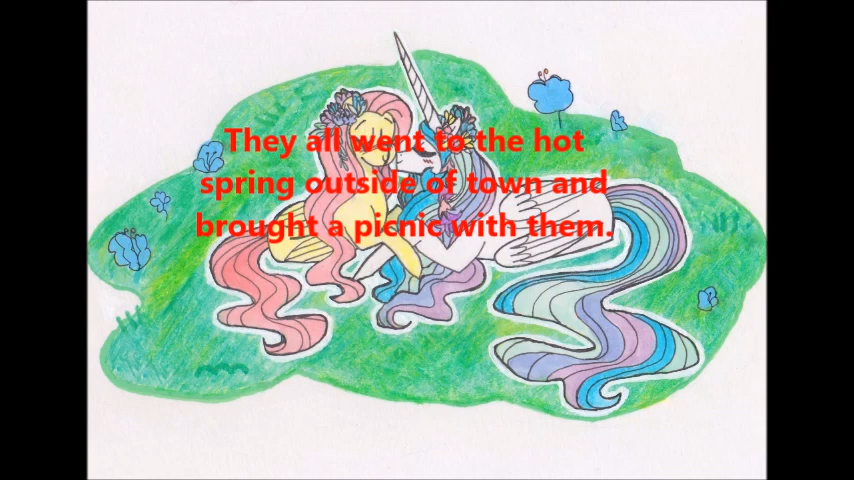 They all went to the hot
spring outside of town and
brought a picnic with them.